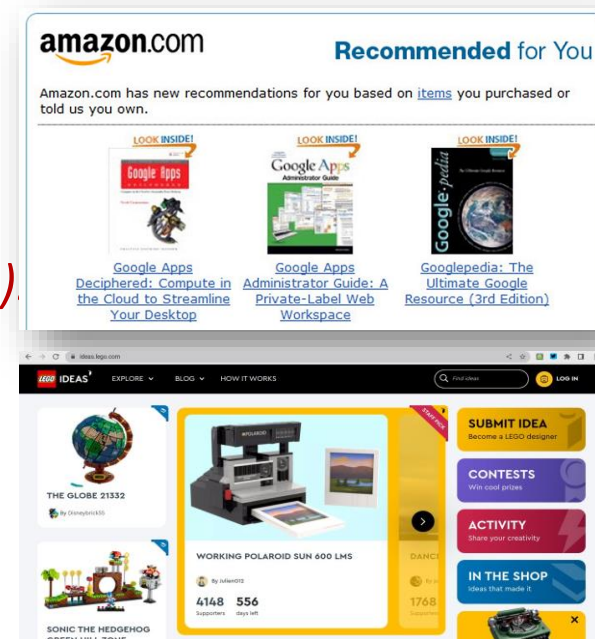 amazon.com
Recommended for You
Amazon.com has new recommendations for you based on items you purchased or
told us you own.
LOOK INSIDE!
LOOK INSIDE!
LOOK INSIDE!
Google Apps
Google Apps
Administrator Guide
Google•pedia
Google Apps
Deciphered: Compute in
the Cloud to Streamline
Your Desktop
Google Apps
Administrator Guide: A
Private-Label Web
Workspace
Googlepedia: The
Ultimate Google
Resource (3rd Edition)
).
ideas.lego.com
LEGO IDEAS
EXPLORE
BLOG
HOW IT WORKS
Find ideas
LOG IN
THE GLOBE 21332
By Disneybrick55
SONIC THE HEDGEHOG
STAFF PICK
POLAROID
WORKING POLAROID SUN 600 LMS
By Julien012
4148 556
Supporters days left
DANC
By
1768
Supporters
SUBMIT IDEA
Become a LEGO designer
CONTESTS
Win cool prizes
ACTIVITY
Share your creativity
IN THE SHOP
Ideas that made it